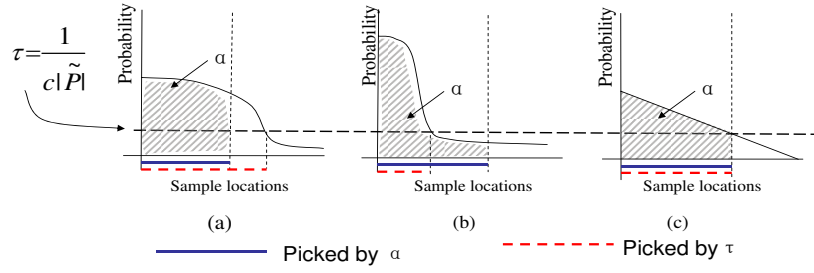 τ = 1 / c|P̃|
Probability
α
Sample locations
(a)
Probability
α
Sample locations
(b)
Probability
α
Sample locations
(c)
Picked by α
Picked by τ